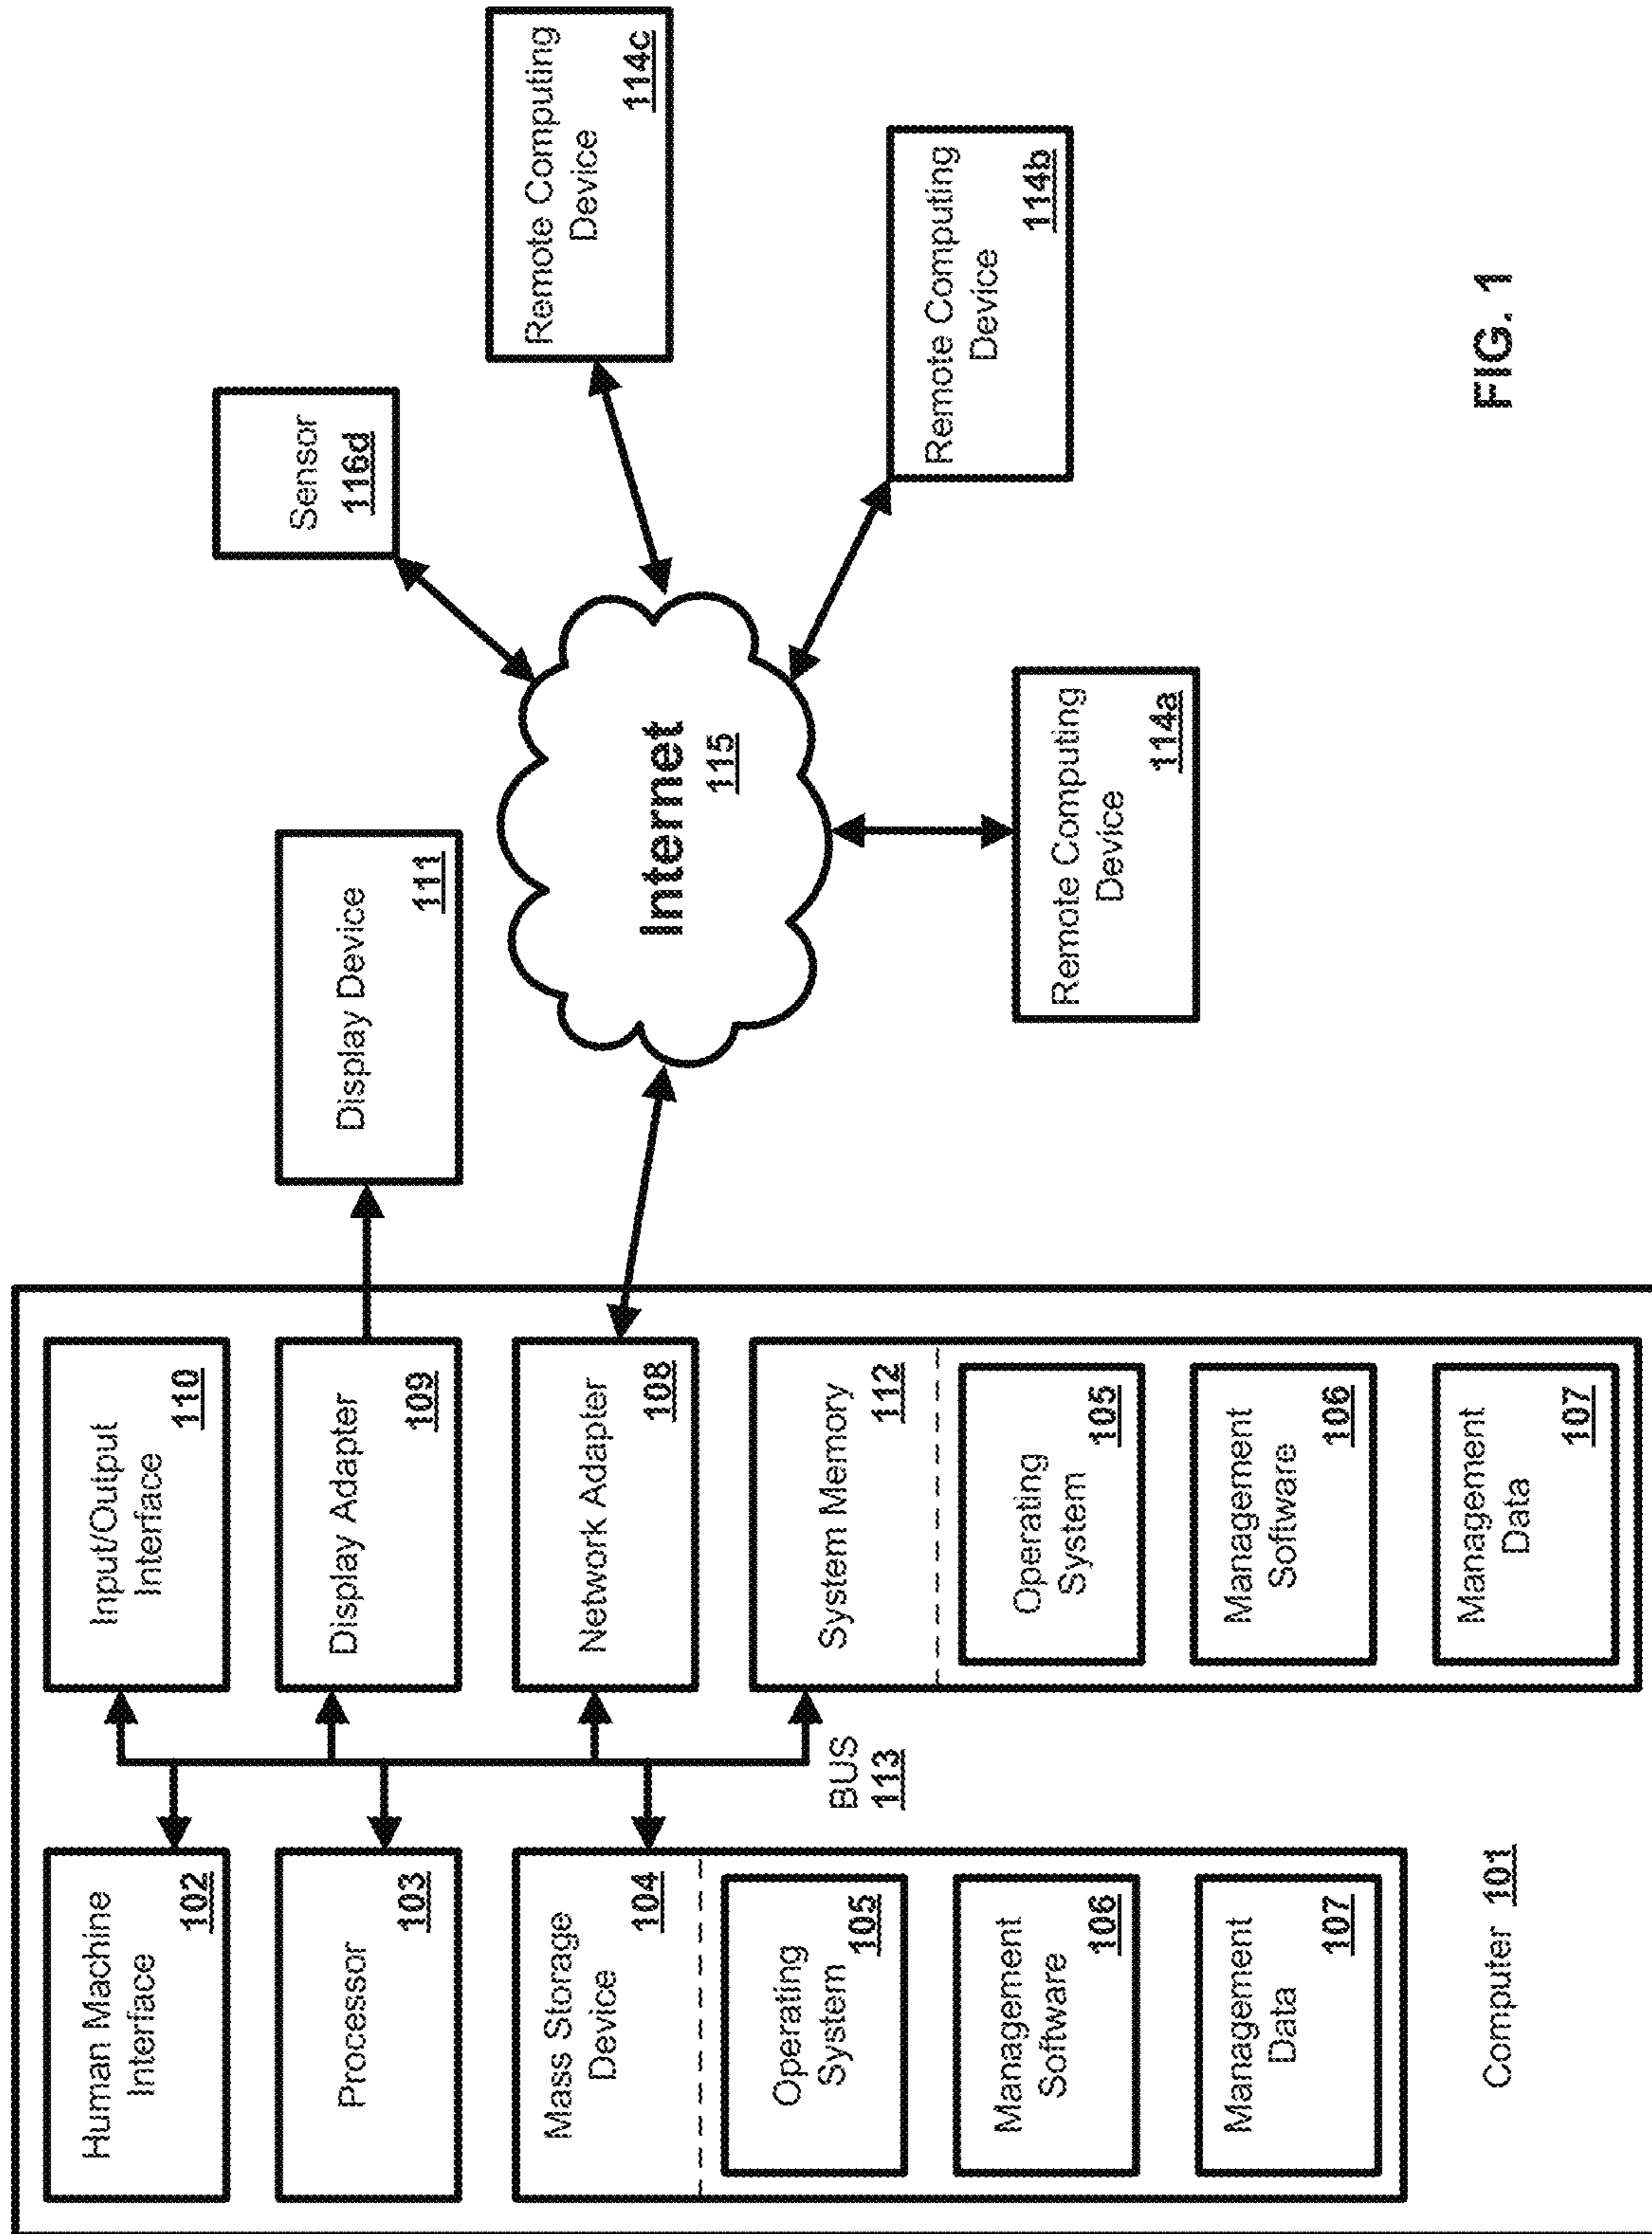 Human Machine
Interface
102
Processor
103
Mass Storage
Device
104
Operating
System
105
Management
Software
106
Management
Data
107
Computer 101
BUS
113
Input/Output
Interface
110
Display Adapter
109
Network Adapter
108
System Memory
112
Operating
System
105
Management
Software
106
Management
Data
107
Display Device
111
Internet
115
Sensor
116d
Remote Computing
Device
114c
Remote Computing
Device
114b
Remote Computing
Device
114a
FIG. 1